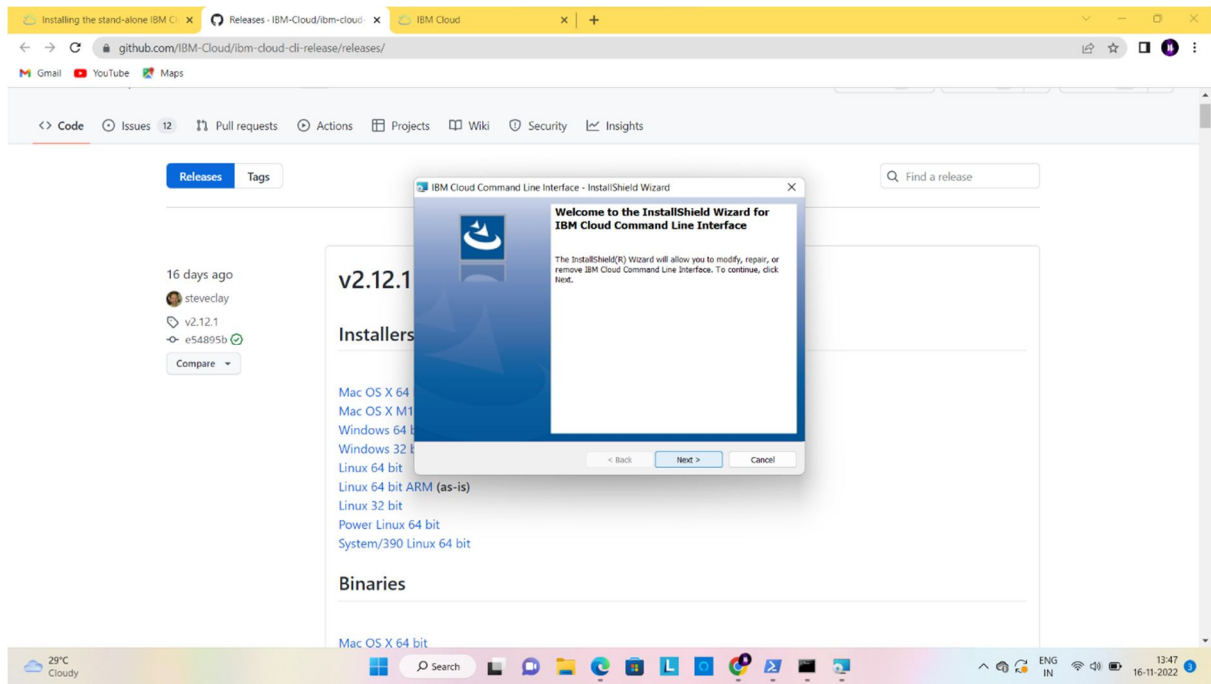 Installing the stand-alone IBM Cl
Releases · IBM-Cloud/ibm-cloud-
IBM Cloud
github.com/IBM-Cloud/ibm-cloud-cli-release/releases/
Gmail YouTube Maps
Code Issues 12 Pull requests Actions Projects Wiki Security Insights
Releases Tags
Find a release
IBM Cloud Command Line Interface - InstallShield Wizard
Welcome to the InstallShield Wizard for
IBM Cloud Command Line Interface
The InstallShield(R) Wizard will allow you to modify, repair, or
remove IBM Cloud Command Line Interface. To continue, click
Next.
< Back Next > Cancel
16 days ago
steveclay
v2.12.1
e54895b
Compare
v2.12.1
Installers
Mac OS X 64
Mac OS X M1
Windows 64 b
Windows 32 b
Linux 64 bit
Linux 64 bit ARM (as-is)
Linux 32 bit
Power Linux 64 bit
System/390 Linux 64 bit
Binaries
Mac OS X 64 bit
29°C
Cloudy
Search
L
ENG
IN
13:47
16-11-2022
3